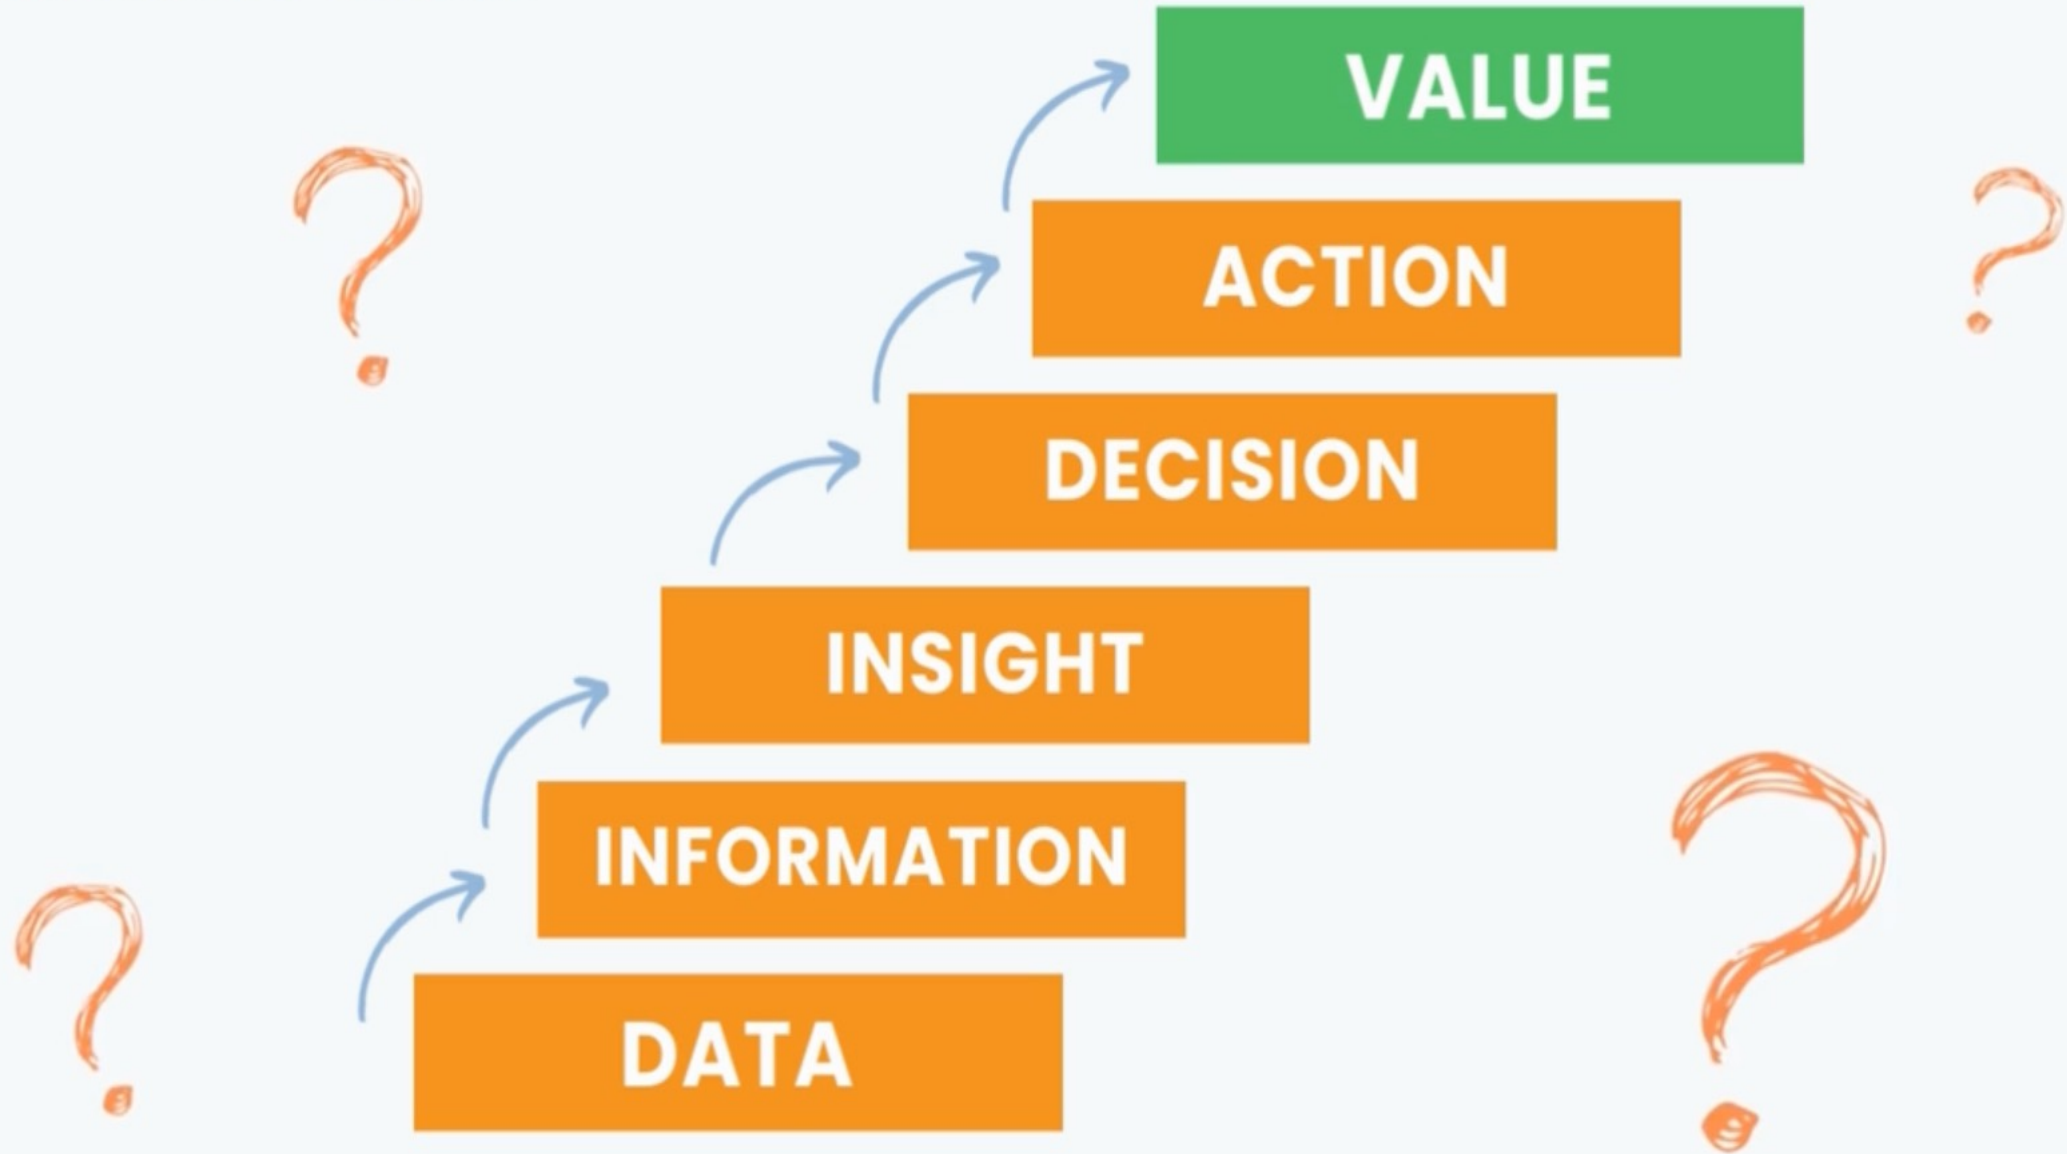 VALUE
ACTION
DECISION
INSIGHT
INFORMATION
DATA